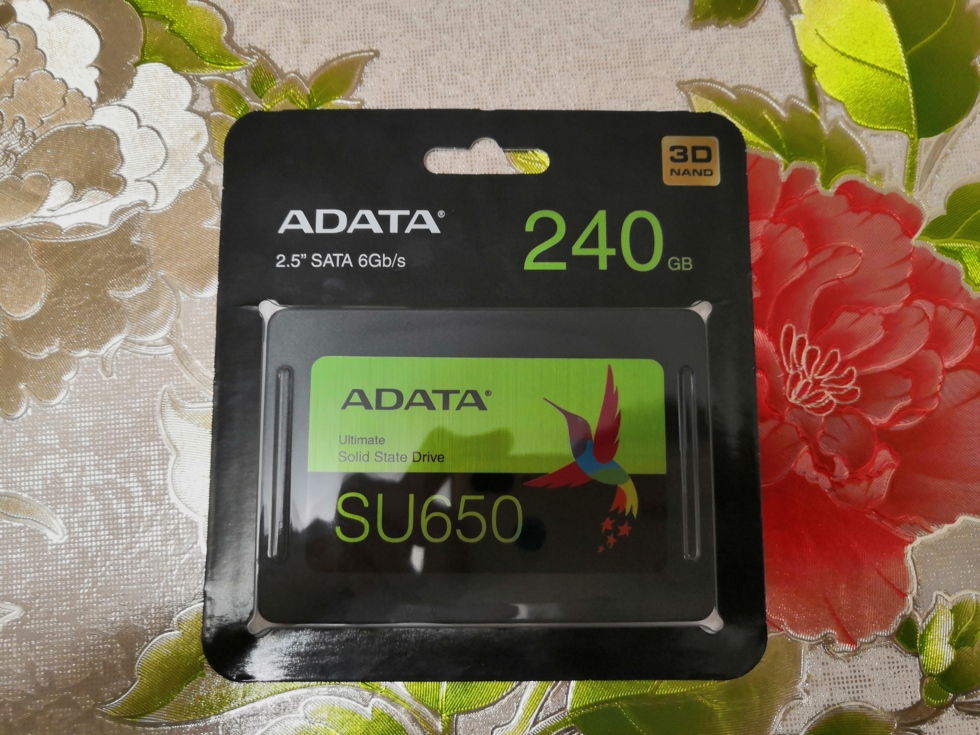 3D
NAND
ADATA®
240 GB
2.5" SATA 6Gb/s
ADATA®
Ultimate
Solid State Drive
SU650